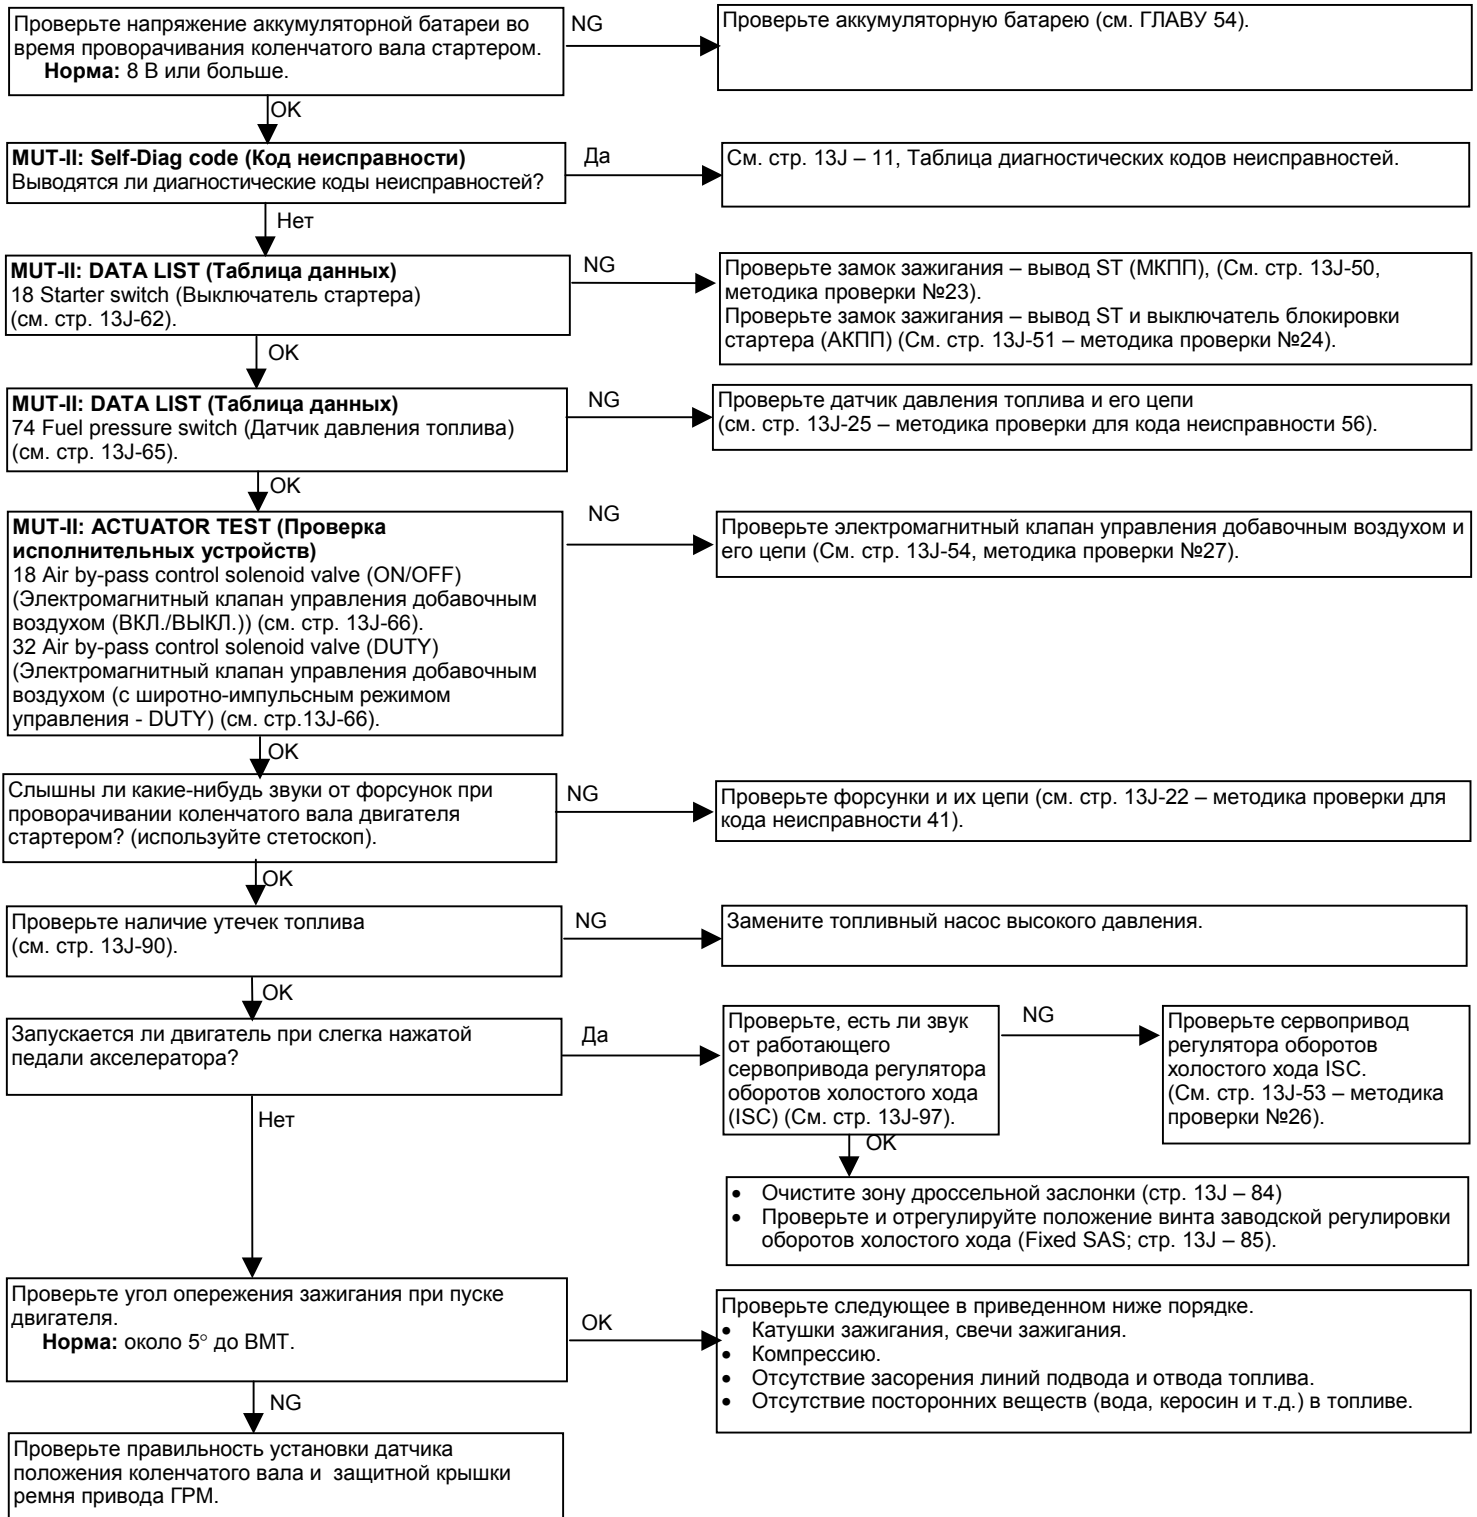 Проверьте напряжение аккумуляторной батареи во
время проворачивания коленчатого вала стартером.
Норма: 8 В или больше.
NG
Проверьте аккумуляторную батарею (см. ГЛАВУ 54).
OK
MUT-II: Self-Diag code (Код неисправности)
Выводятся ли диагностические коды неисправностей?
Да
См. стр. 13J – 11, Таблица диагностических кодов неисправностей.
Нет
MUT-II: DATA LIST (Таблица данных)
18 Starter switch (Выключатель стартера)
(см. стр. 13J-62).
NG
Проверьте замок зажигания – вывод ST (МКПП), (См. стр. 13J-50,
методика проверки №23).
Проверьте замок зажигания – вывод ST и выключатель блокировки
стартера (АКПП) (См. стр. 13J-51 – методика проверки №24).
OK
MUT-II: DATA LIST (Таблица данных)
74 Fuel pressure switch (Датчик давления топлива)
(см. стр. 13J-65).
NG
Проверьте датчик давления топлива и его цепи
(см. стр. 13J-25 – методика проверки для кода неисправности 56).
OK
MUT-II: ACTUATOR TEST (Проверка
исполнительных устройств)
18 Air by-pass control solenoid valve (ON/OFF)
(Электромагнитный клапан управления добавочным
воздухом (ВКЛ./ВЫКЛ.)) (см. стр. 13J-66).
32 Air by-pass control solenoid valve (DUTY)
(Электромагнитный клапан управления добавочным
воздухом (с широтно-импульсным режимом
управления - DUTY) (см. стр.13J-66).
NG
Проверьте электромагнитный клапан управления добавочным воздухом и
его цепи (См. стр. 13J-54, методика проверки №27).
OK
Слышны ли какие-нибудь звуки от форсунок при
проворачивании коленчатого вала двигателя
стартером? (используйте стетоскоп).
NG
Проверьте форсунки и их цепи (см. стр. 13J-22 – методика проверки для
кода неисправности 41).
OK
Проверьте наличие утечек топлива
(см. стр. 13J-90).
NG
Замените топливный насос высокого давления.
OK
Запускается ли двигатель при слегка нажатой
педали акселератора?
Да
Проверьте, есть ли звук
от работающего
сервопривода регулятора
оборотов холостого хода
(ISC) (См. стр. 13J-97).
NG
Проверьте сервопривод
регулятора оборотов
холостого хода ISC.
(См. стр. 13J-53 – методика
проверки №26).
OK
• Очистите зону дроссельной заслонки (стр. 13J – 84)
• Проверьте и отрегулируйте положение винта заводской регулировки
оборотов холостого хода (Fixed SAS; стр. 13J – 85).
Нет
Проверьте угол опережения зажигания при пуске
двигателя.
Норма: около 5° до ВМТ.
OK
Проверьте следующее в приведенном ниже порядке.
• Катушки зажигания, свечи зажигания.
• Компрессию.
• Отсутствие засорения линий подвода и отвода топлива.
• Отсутствие посторонних веществ (вода, керосин и т.д.) в топливе.
NG
Проверьте правильность установки датчика
положения коленчатого вала и защитной крышки
ремня привода ГРМ.